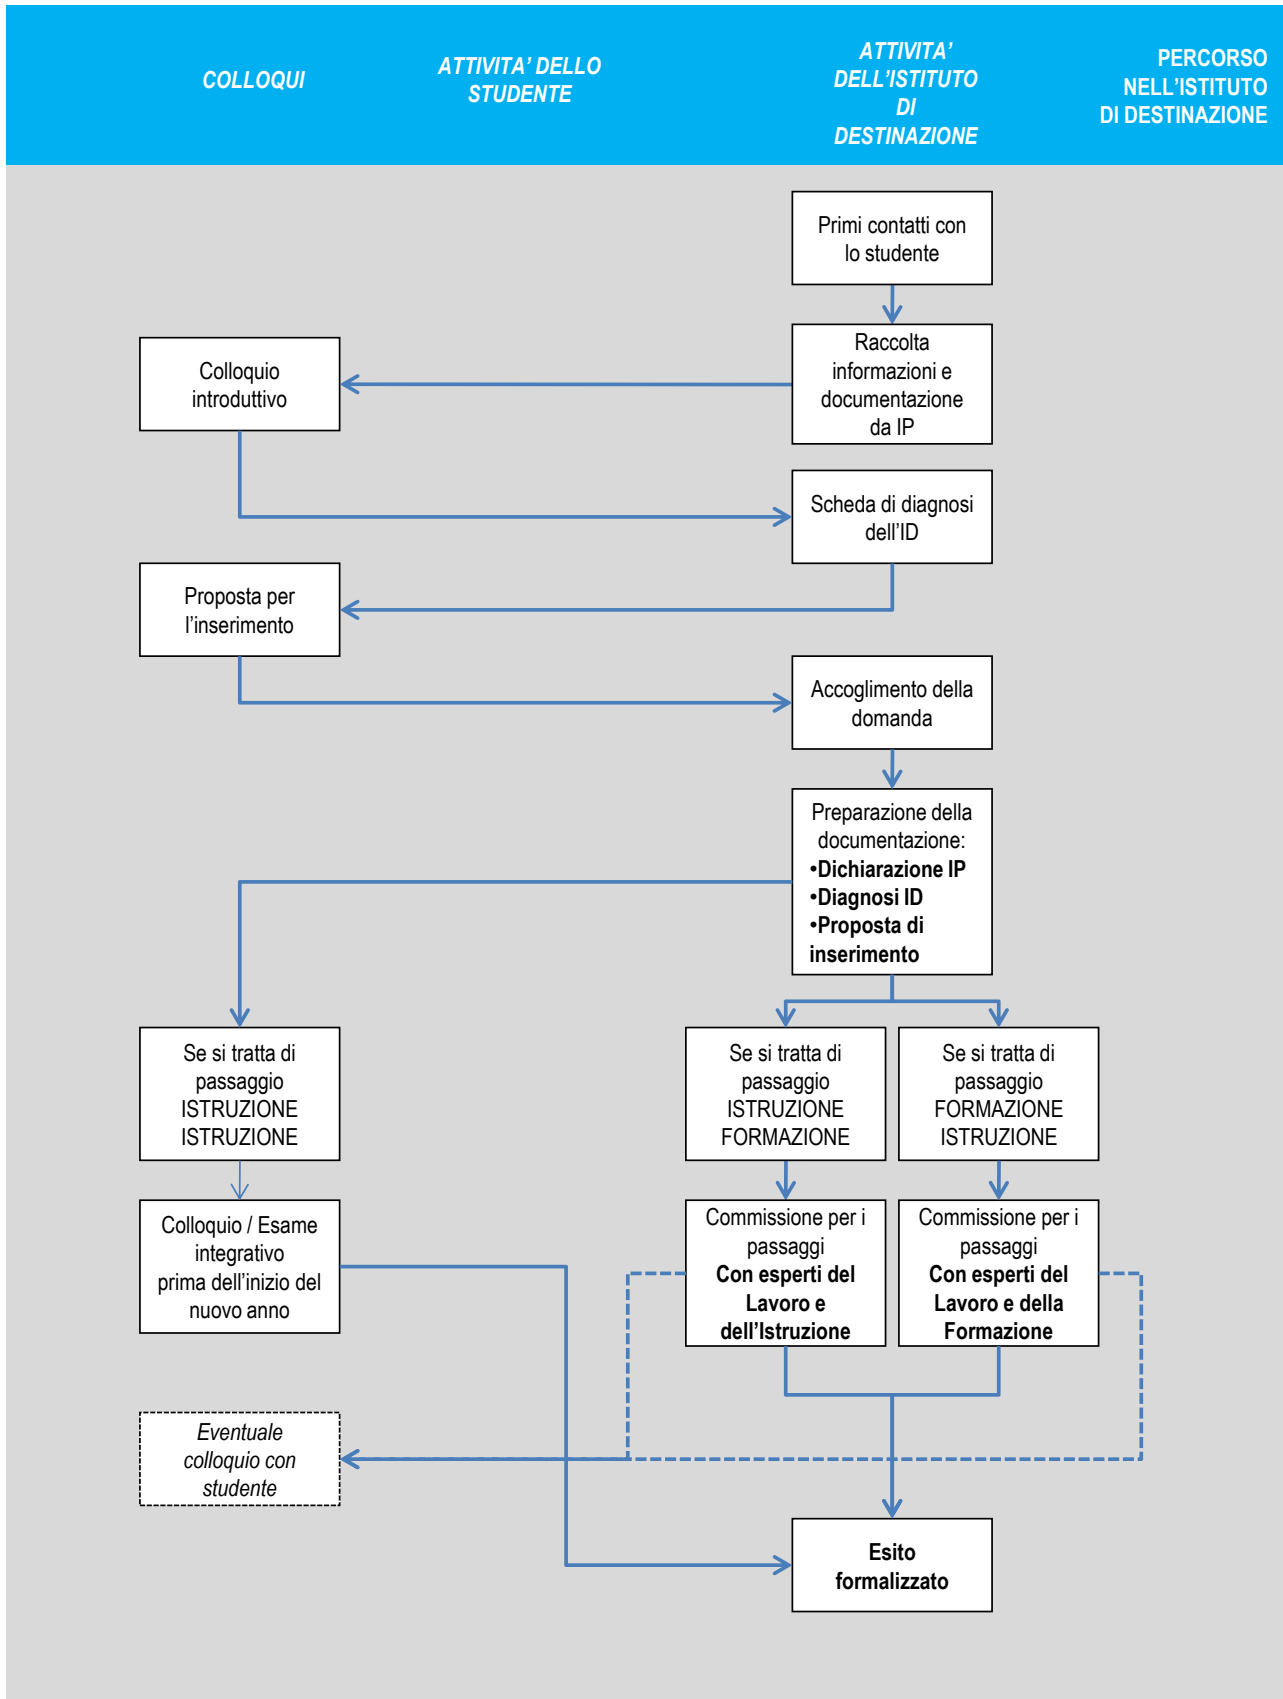 COLLOQUI
ATTIVITA' DELLO
STUDENTE
ATTIVITA'
DELL'ISTITUTO
DI
DESTINAZIONE
PERCORSO
NELL'ISTITUTO
DI DESTINAZIONE
Primi contatti con
lo studente
Raccolta
informazioni e
documentazione
da IP
Colloquio
introduttivo
Scheda di diagnosi
dell'ID
Proposta per
l'inserimento
Accoglimento della
domanda
Preparazione della
documentazione:
•Dichiarazione IP
•Diagnosi ID
•Proposta di
inserimento
Se si tratta di
passaggio
ISTRUZIONE
ISTRUZIONE
Se si tratta di
passaggio
ISTRUZIONE
FORMAZIONE
Se si tratta di
passaggio
FORMAZIONE
ISTRUZIONE
Colloquio / Esame
integrativo
prima dell'inizio del
nuovo anno
Commissione per i
passaggi
Con esperti del
Lavoro e
dell'Istruzione
Commissione per i
passaggi
Con esperti del
Lavoro e della
Formazione
Eventuale
colloquio con
studente
Esito
formalizzato